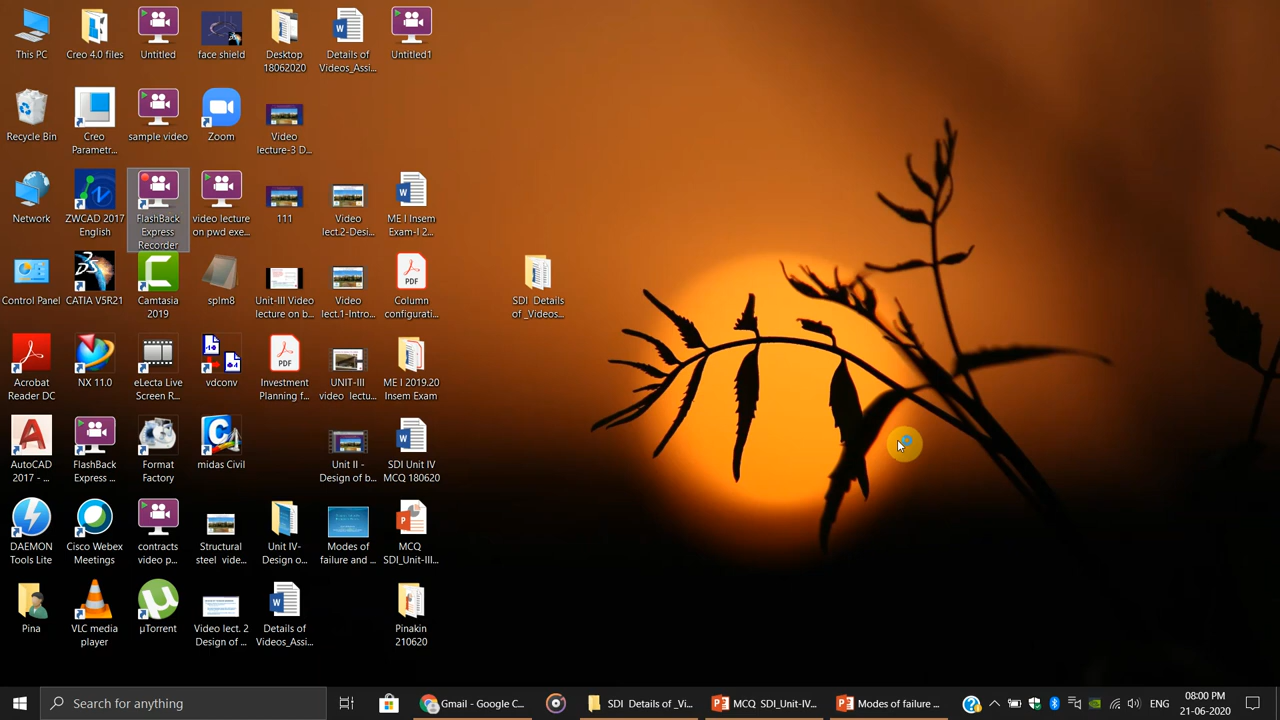 This PC
Creo 4.0 files
Untitled
face shield
Desktop
18062020
Details of
Videos_Assi...
Untitled1
Recycle Bin
Creo
Parametr...
sample video
Zoom
Video
lecture-3 D...
Network
ZWCAD 2017
English
FlashBack
Express
Recorder
video lecture
on pwd exe...
111
Video
lect.2-Desi...
ME I Insem
Exam-I 2...
Control Panel
CATIA V5R21
Camtasia
2019
splm8
Unit-III Video
lecture on b...
Video
lect.1-Intro...
PDF
Column
configurati...
SDI Details
of _Videos...
Acrobat
Reader DC
NX 11.0
eLecta Live
Screen R...
vdconv
PDF
Investment
Planning f...
UNIT-III
video lectu...
ME I 2019.20
Insem Exam
AutoCAD
2017 - ...
FlashBack
Express ...
Format
Factory
midas Civil
Unit II -
Design of b...
SDI Unit IV
MCQ 180620
DAEMON
Tools Lite
Cisco Webex
Meetings
contracts
video p...
Structural
steel vide...
Unit IV-
Design o...
Modes of
failure and ...
MCQ
SDI_Unit-III...
Pina
VLC media
player
µTorrent
Video lect. 2
Design of ...
Details of
Videos_Assi...
Pinakin
210620
Search for anything
Gmail - Google C...
SDI Details of _Vi...
MCQ SDI_Unit-IV...
Modes of failure ...
ENG
08:00 PM
21-06-2020